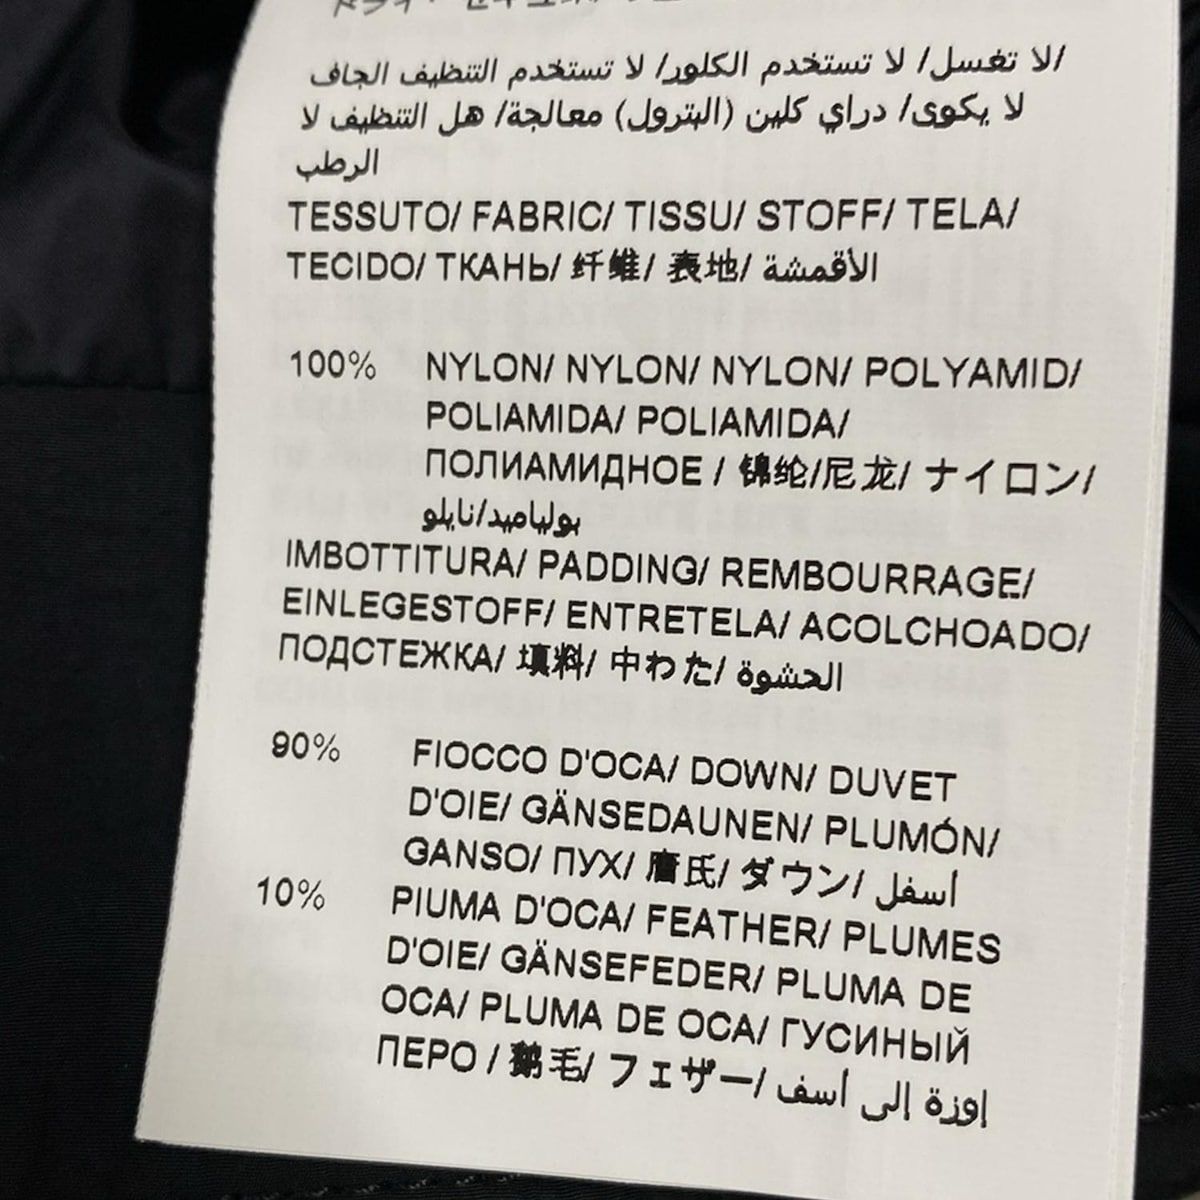 لا تغسل/ لا تستخدم الكلور/ لا تستخدم التنظيف الجاف/
لا يكوى/ دراي كلين (البترول) معالجة/ هل التنظيف لا
الرطب
TESSUTO/ FABRIC/ TISSU/ STOFF/ TELA/
TECIDO/ ТКАНЬ/ 纤维/ 表地/ الأقمشة
100% NYLON/ NYLON/ NYLON/ POLYAMID/
POLIAMIDA/ POLIAMIDA/
ПОЛИАМИДНОЕ / 锦纶/尼龙/ ナイロン/
بولياميد/نايلو
IMBOTTITURA/ PADDING/ REMBOURRAGE/
EINLEGESTOFF/ ENTRETELA/ ACOLCHOADO/
ПОДСТЕЖКА/ 填料/ 中わた/ الحشوة
90% FIOCCO D'OCA/ DOWN/ DUVET
D'OIE/ GÄNSEDAUNEN/ PLUMÓN/
GANSO/ ПУХ/ 唐氏/ ダウン/ أسفل
10% PIUMA D'OCA/ FEATHER/ PLUMES
D'OIE/ GÄNSEFEDER/ PLUMA DE
OCA/ PLUMA DE OCA/ ГУСИНЫЙ
ПЕРО / 鹅毛/ フェザー/ إوزة إلى أسف